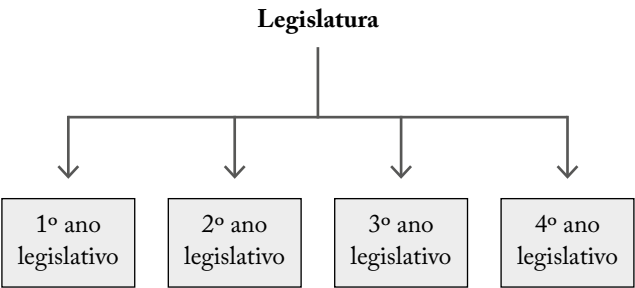 Legislatura
1º ano
legislativo
2º ano
legislativo
3º ano
legislativo
4º ano
legislativo